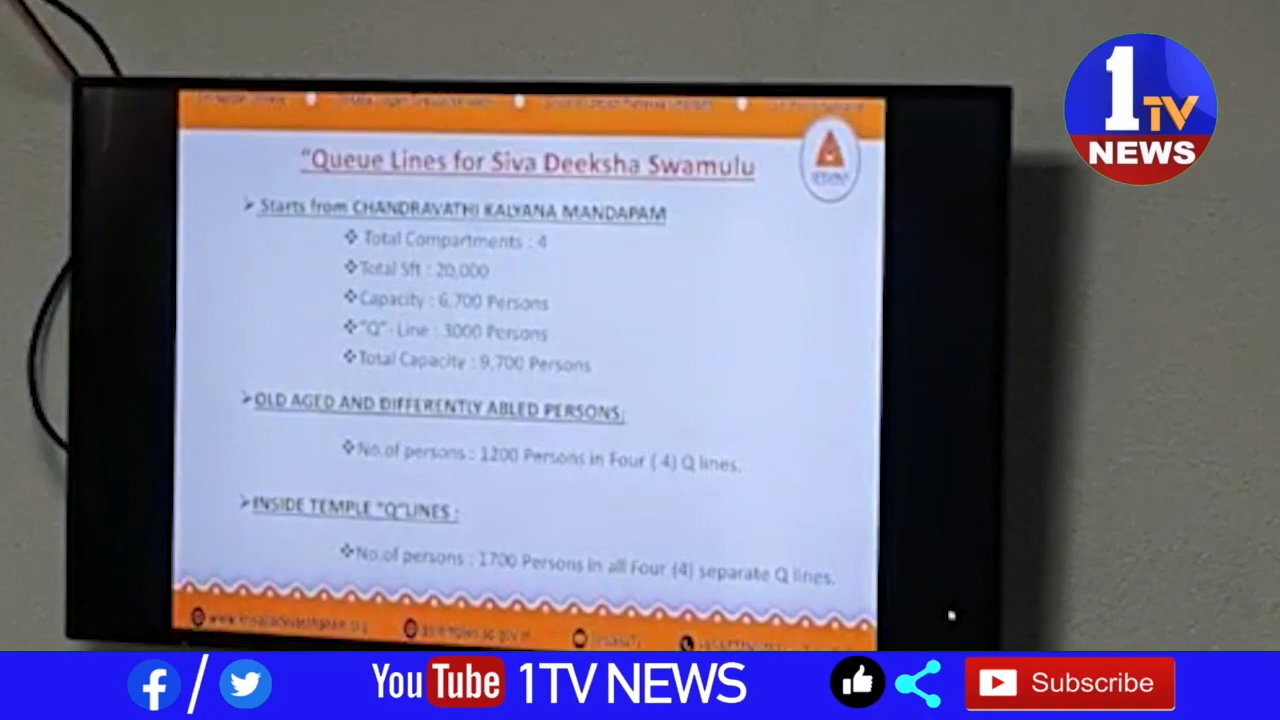 1 TV
NEWS
"Queue Lines for Siva Deeksha Swamulu
➢ Starts from CHANDRAVATHI KALYANA MANDAPAM
❖ Total Compartments : 4
❖Total Sft : 20,000
❖Capacity : 6,700 Persons
❖"Q"- Line : 3000 Persons
❖Total Capacity : 9,700 Persons
➢OLD AGED AND DIFFERENTLY ABLED PERSONS:
❖No.of persons : 1200 Persons in Four ( 4) Q lines.
➢INSIDE TEMPLE "Q"LINES :
❖No.of persons : 1700 Persons in all Four (4) separate Q lines.
YouTube 1TV NEWS Subscribe